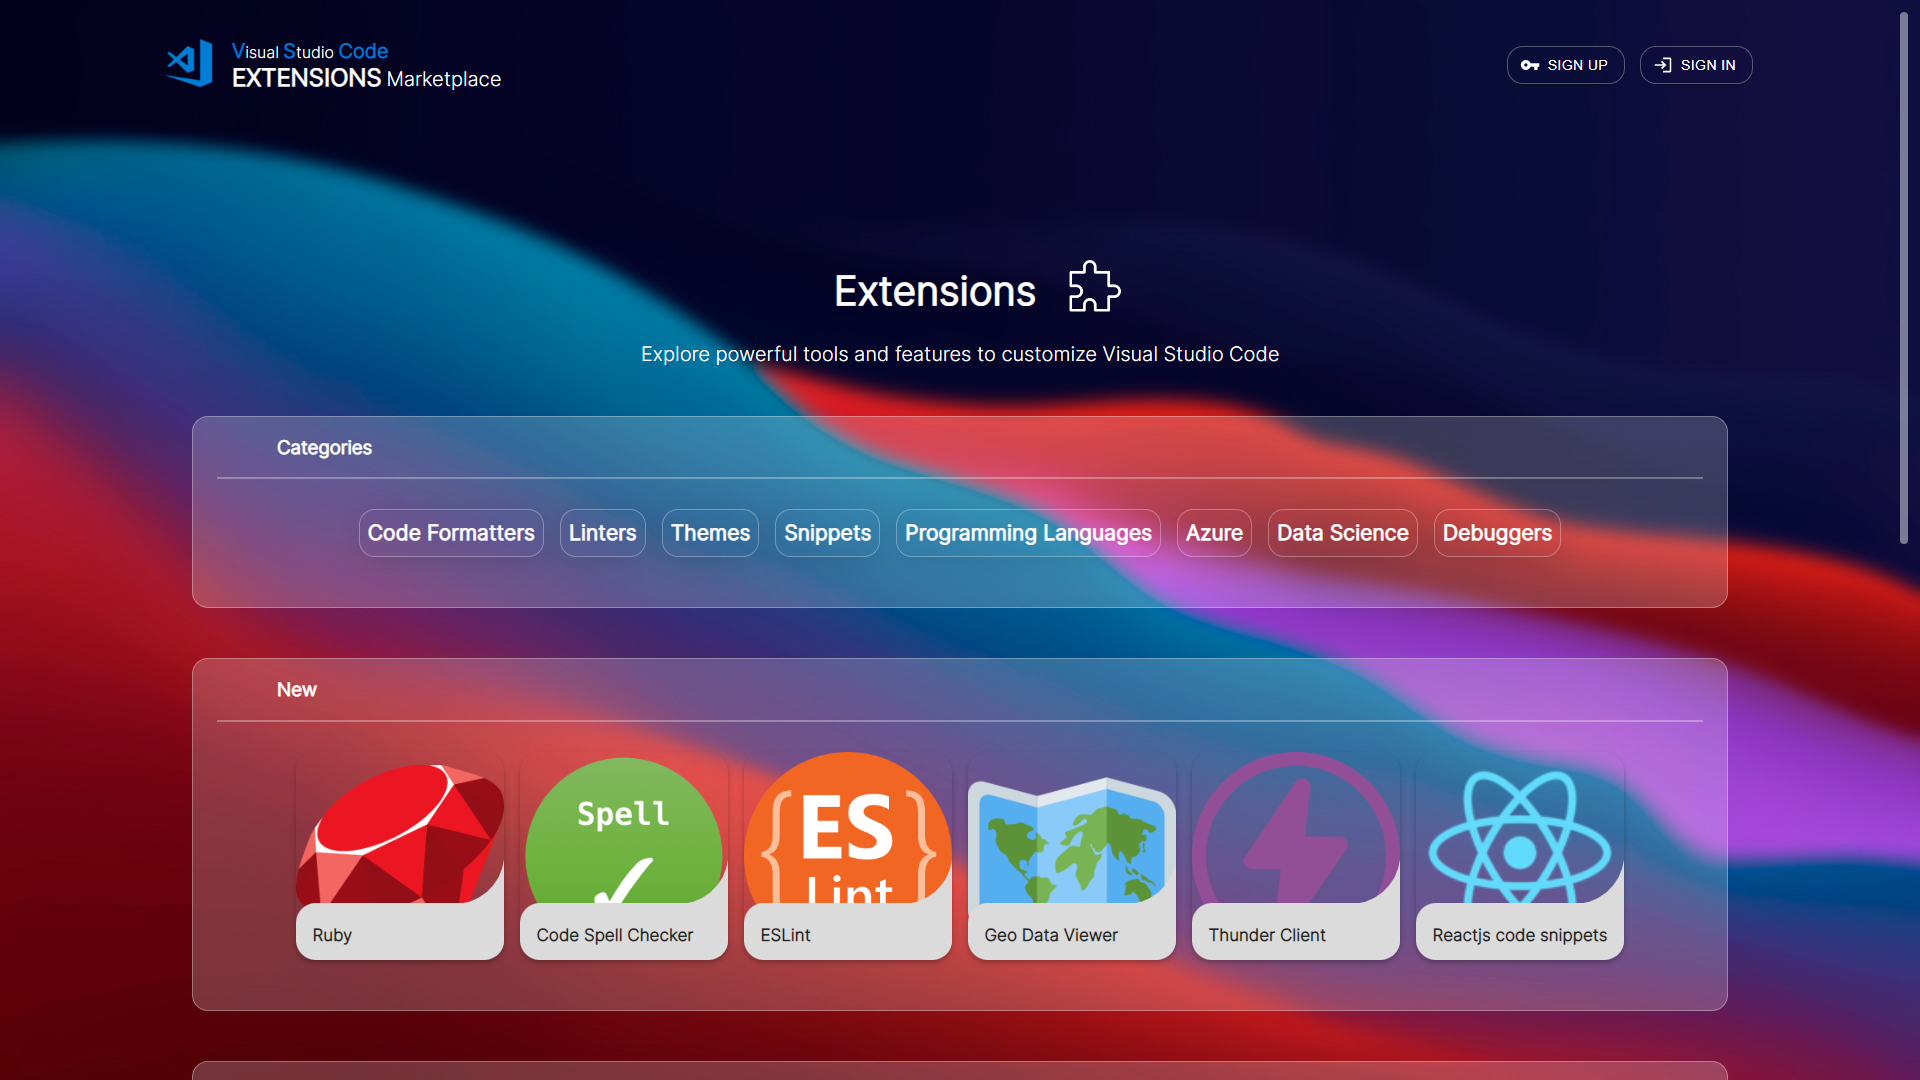 Visual Studio Code
EXTENSIONS Marketplace
SIGN UP
SIGN IN
Extensions
Explore powerful tools and features to customize Visual Studio Code
Categories
Code Formatters
Linters
Themes
Snippets
Programming Languages
Azure
Data Science
Debuggers
New
Spell
{ES}
Lint
Ruby
Code Spell Checker
ESLint
Geo Data Viewer
Thunder Client
Reactjs code snippets